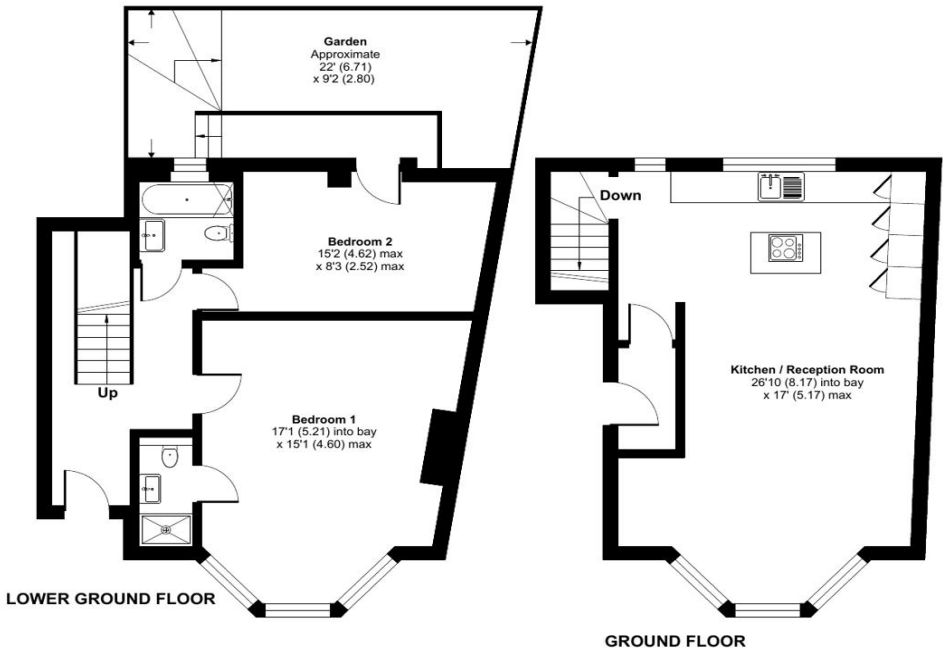 Garden
Approximate
22' (6.71)
x 9'2 (2.80)
Down
Bedroom 2
15'2 (4.62) max
x 8'3 (2.52) max
Kitchen / Reception Room
26'10 (8.17) into bay
x 17' (5.17) max
Up
Bedroom 1
17'1 (5.21) into bay
x 15'1 (4.60) max
LOWER GROUND FLOOR
GROUND FLOOR